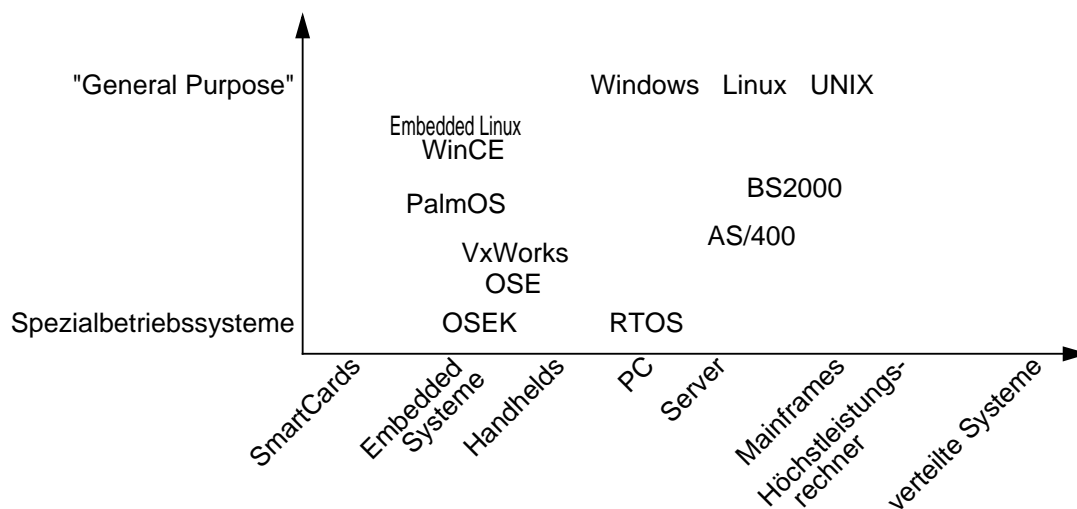 "General Purpose"
Windows Linux UNIX
Embedded Linux
WinCE
BS2000
PalmOS
AS/400
VxWorks
OSE
Spezialbetriebssysteme
OSEK
RTOS
SmartCards
Embedded
Systeme
Handhelds
PC
Server
Mainframes
Höchstleistungs-
rechner
verteilte Systeme